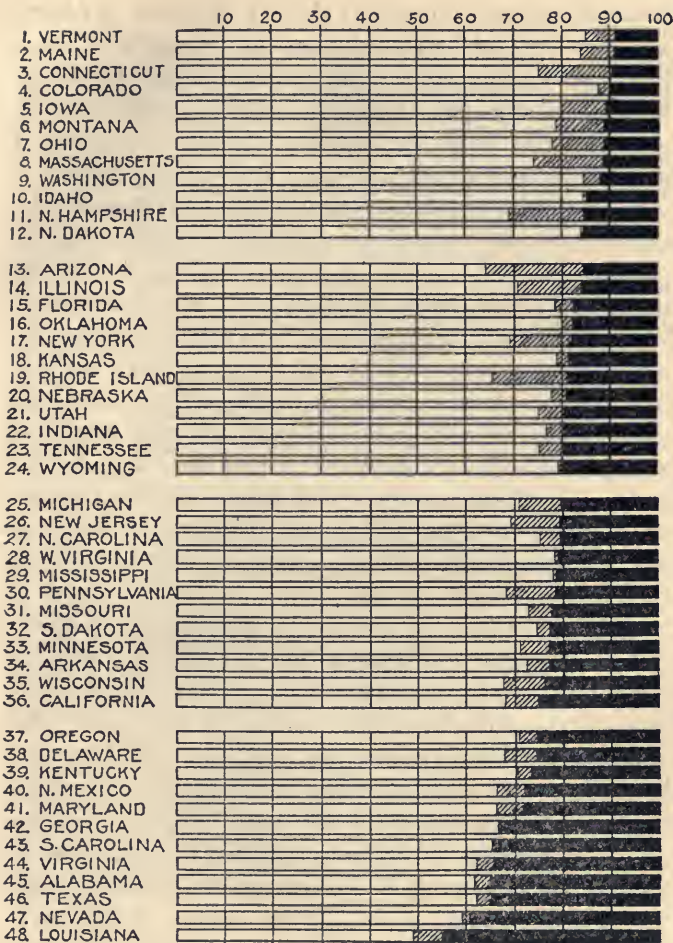 10 20 30 40 50 60 70 80 90 100
1. VERMONT
2. MAINE
3. CONNECTICUT
4. COLORADO
5. IOWA
6. MONTANA
7. OHIO
8. MASSACHUSETTS
9. WASHINGTON
10. IDAHO
11. N. HAMPSHIRE
12. N. DAKOTA
13. ARIZONA
14. ILLINOIS
15. FLORIDA
16. OKLAHOMA
17. NEW YORK
18. KANSAS
19. RHODE ISLAND
20. NEBRASKA
21. UTAH
22. INDIANA
23. TENNESSEE
24. WYOMING
25. MICHIGAN
26. NEW JERSEY
27. N. CAROLINA
28. W. VIRGINIA
29. MISSISSIPPI
30. PENNSYLVANIA
31. MISSOURI
32. S. DAKOTA
33. MINNESOTA
34. ARKANSAS
35. WISCONSIN
36. CALIFORNIA
37. OREGON
38. DELAWARE
39. KENTUCKY
40. N. MEXICO
41. MARYLAND
42. GEORGIA
43. S. CAROLINA
44. VIRGINIA
45. ALABAMA
46. TEXAS
47. NEVADA
48. LOUISIANA